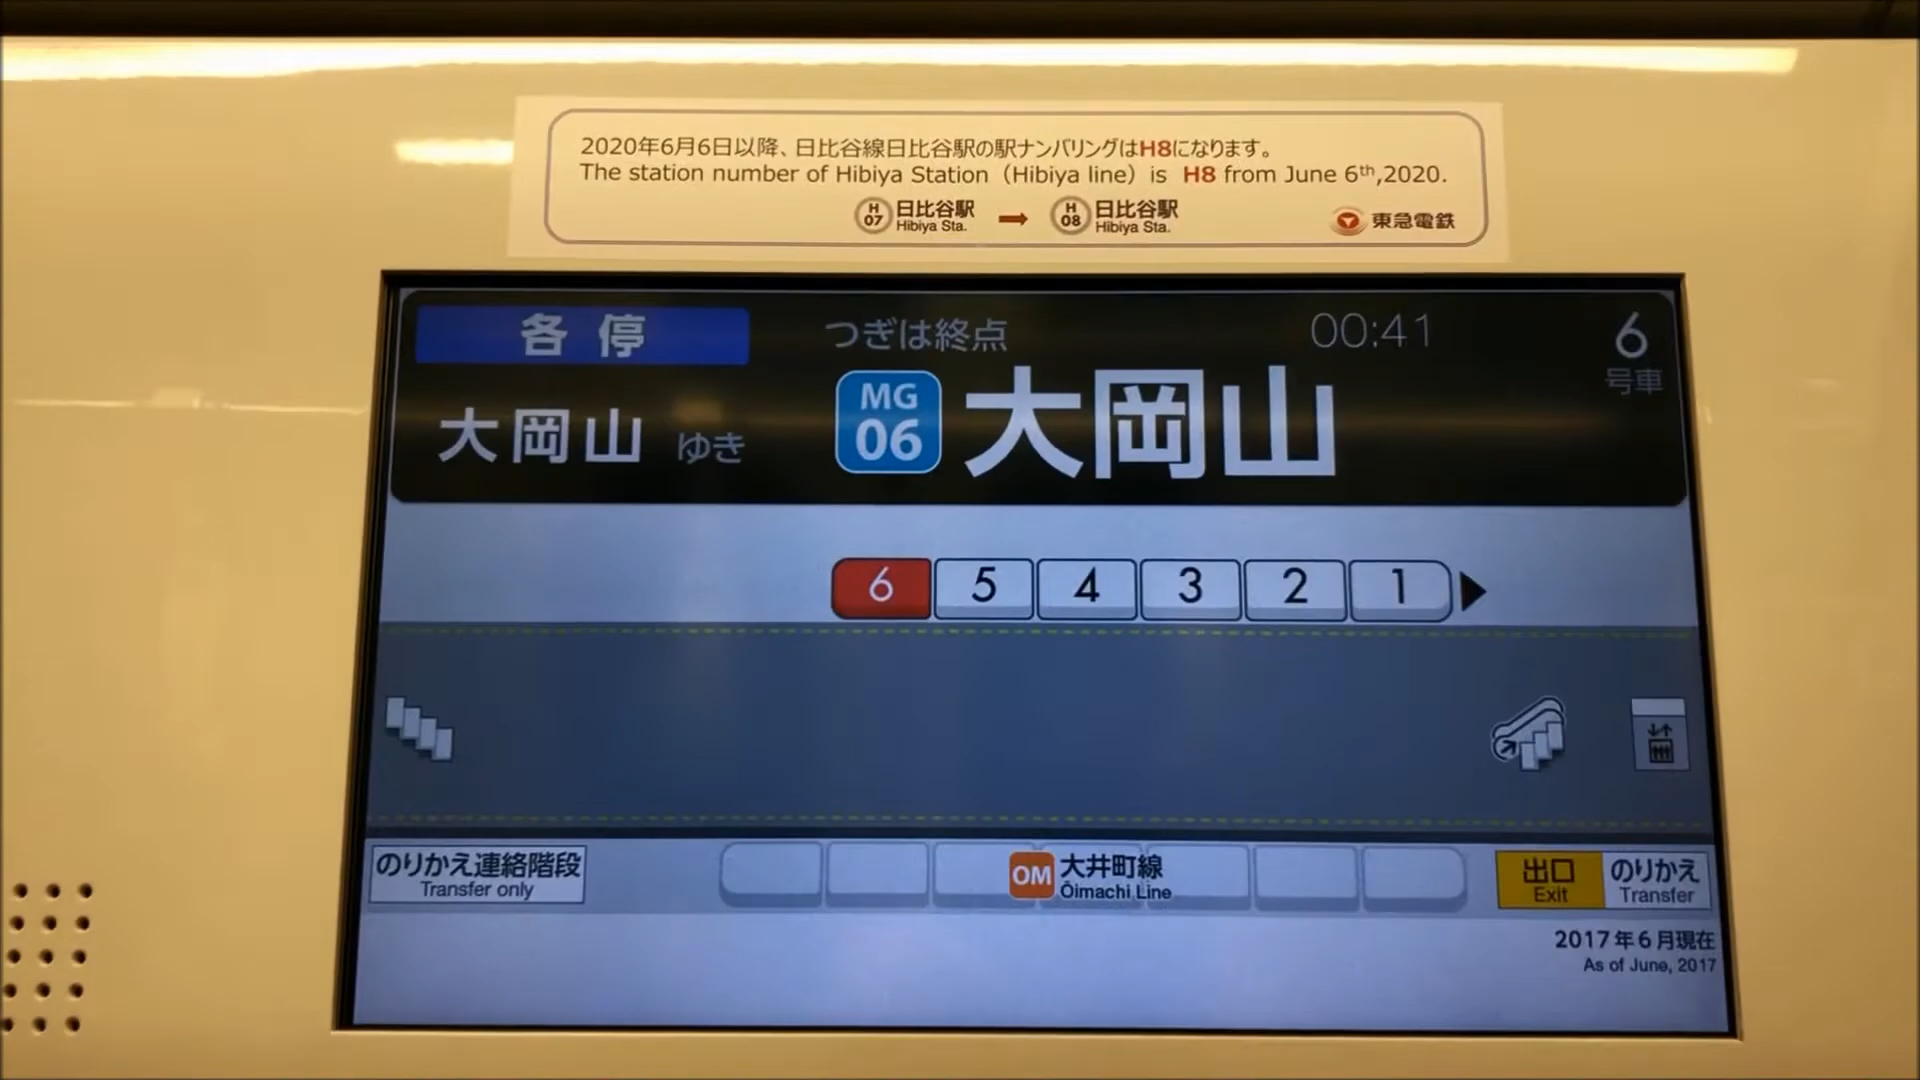 2020年6月6日以降、日比谷線日比谷駅の駅ナンバリングはH8になります。
The station number of Hibiya Station（Hibiya line）is H8 from June 6th,2020.
H 07 日比谷駅 Hibiya Sta. → H 08 日比谷駅 Hibiya Sta. 東急電鉄
各停
つぎは終点
00:41
6
号車
大岡山 ゆき
MG
06
大岡山
6 5 4 3 2 1
のりかえ連絡階段
Transfer only
OM 大井町線
Ōimachi Line
出口
Exit
のりかえ
Transfer
2017年6月現在
As of June, 2017